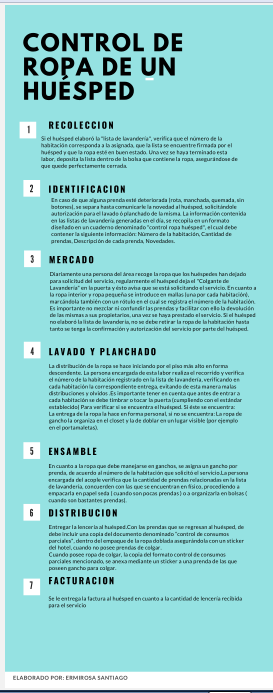 CONTROL DE
ROPA DE UN
HUÉSPED
1
RECOLECCION
Si el huésped elaboró la "lista de lavandería", verifica que el número de la
habitación corresponda a la asignada, que la lista se encuentre firmada por el
huésped y que la ropa esté en buen estado. Una vez se haya terminado esta
labor, deposita la lista dentro de la bolsa que contiene la ropa, asegurándose de
que quede perfectamente cerrada.
2
IDENTIFICACION
En caso de que alguna prenda esté deteriorada (rota, manchada, quemada, sin
botones), se separa hasta comunicarle la novedad al huésped, solicitándole
autorización para el lavado ó planchado de la misma. La información contenida
en las listas de lavandería generadas en el día, se recopila en un formato
diseñado en un cuaderno denominado "control ropa huésped", el cual debe
contener la siguiente información: Número de la habitación, Cantidad de
prendas, Descripción de cada prenda, Novedades.
3
MERCADO
Diariamente una persona del área recoge la ropa que los huéspedes han dejado
para solicitud del servicio, regularmente el huésped deja el "Colgante de
Lavandería" en la puerta y ésto avisa que se está solicitando el servicio. En cuanto a
la ropa interior y ropa pequeña se introduce en mallas (una por cada habitación),
marcándola también con un rótulo en el cual se registra el número de la habitación.
Es importante no mezclar ni confundir las prendas y facilitar con ello la devolución
de las mismas a sus propietarios, una vez se haya prestado el servicio. Si el huésped
no elaboró la lista de lavandería, no se debe retirar la ropa de la habitación hasta
tanto se tenga la confirmación y autorización del servicio por parte del huésped.
4
LAVADO Y PLANCHADO
La distribución de la ropa se hace iniciando por el piso más alto en forma
descendente. La persona encargada de esta labor realiza el recorrido y verifica
el número de la habitación registrado en la lista de lavandería, verificando en
cada habitación la correspondiente entrega, evitando de esta manera nulas
distribuciones y olvidos .Es importante tener en cuenta que antes de entrar a
cada habitación se debe timbrar o tocar la puerta (cumpliendo con el estándar
establecido) Para verificar si se encuentra el huésped. Si éste se encuentra:
La entrega de la ropa la hace en forma personal, si no se encuentra: La ropa de
gancho la organiza en el closet y la de doblar en un lugar visible (por ejemplo
en el portamaletas).
5
ENSAMBLE
En cuanto a la ropa que debe manejarse en ganchos, se asigna un gancho por
prenda, de acuerdo al número de la habitación que solicitó el servicio.La persona
encargada del acople verifica que la cantidad de prendas relacionadas en la lista
de lavandería, concuerden con las que se encuentran en físico, procediendo a
empacarla en papel seda ( cuando son pocas prendas ) o a organizarla en bolsas (
cuando son bastantes prendas).
6
DISTRIBUCION
Entregar la lencería al huésped.Con las prendas que se regresan al huésped, de
debe incluir una copia del documento denominado "control de consumos
parciales", dentro del empaque de la ropa doblada asegurándola con un sticker
del hotel, cuando no posee prendas de colgar.
Cuando posee ropa de colgar, la copia del formato control de consumos
parciales mencionado, se anexa mediante un sticker a una prenda de las que
poseen gancho para colgar.
7
FACTURACION
Se le entrega la factura al huésped en cuanto a la cantidad de lencería recibida
para el servicio
ELABORADO POR: ERMIROSA SANTIAGO